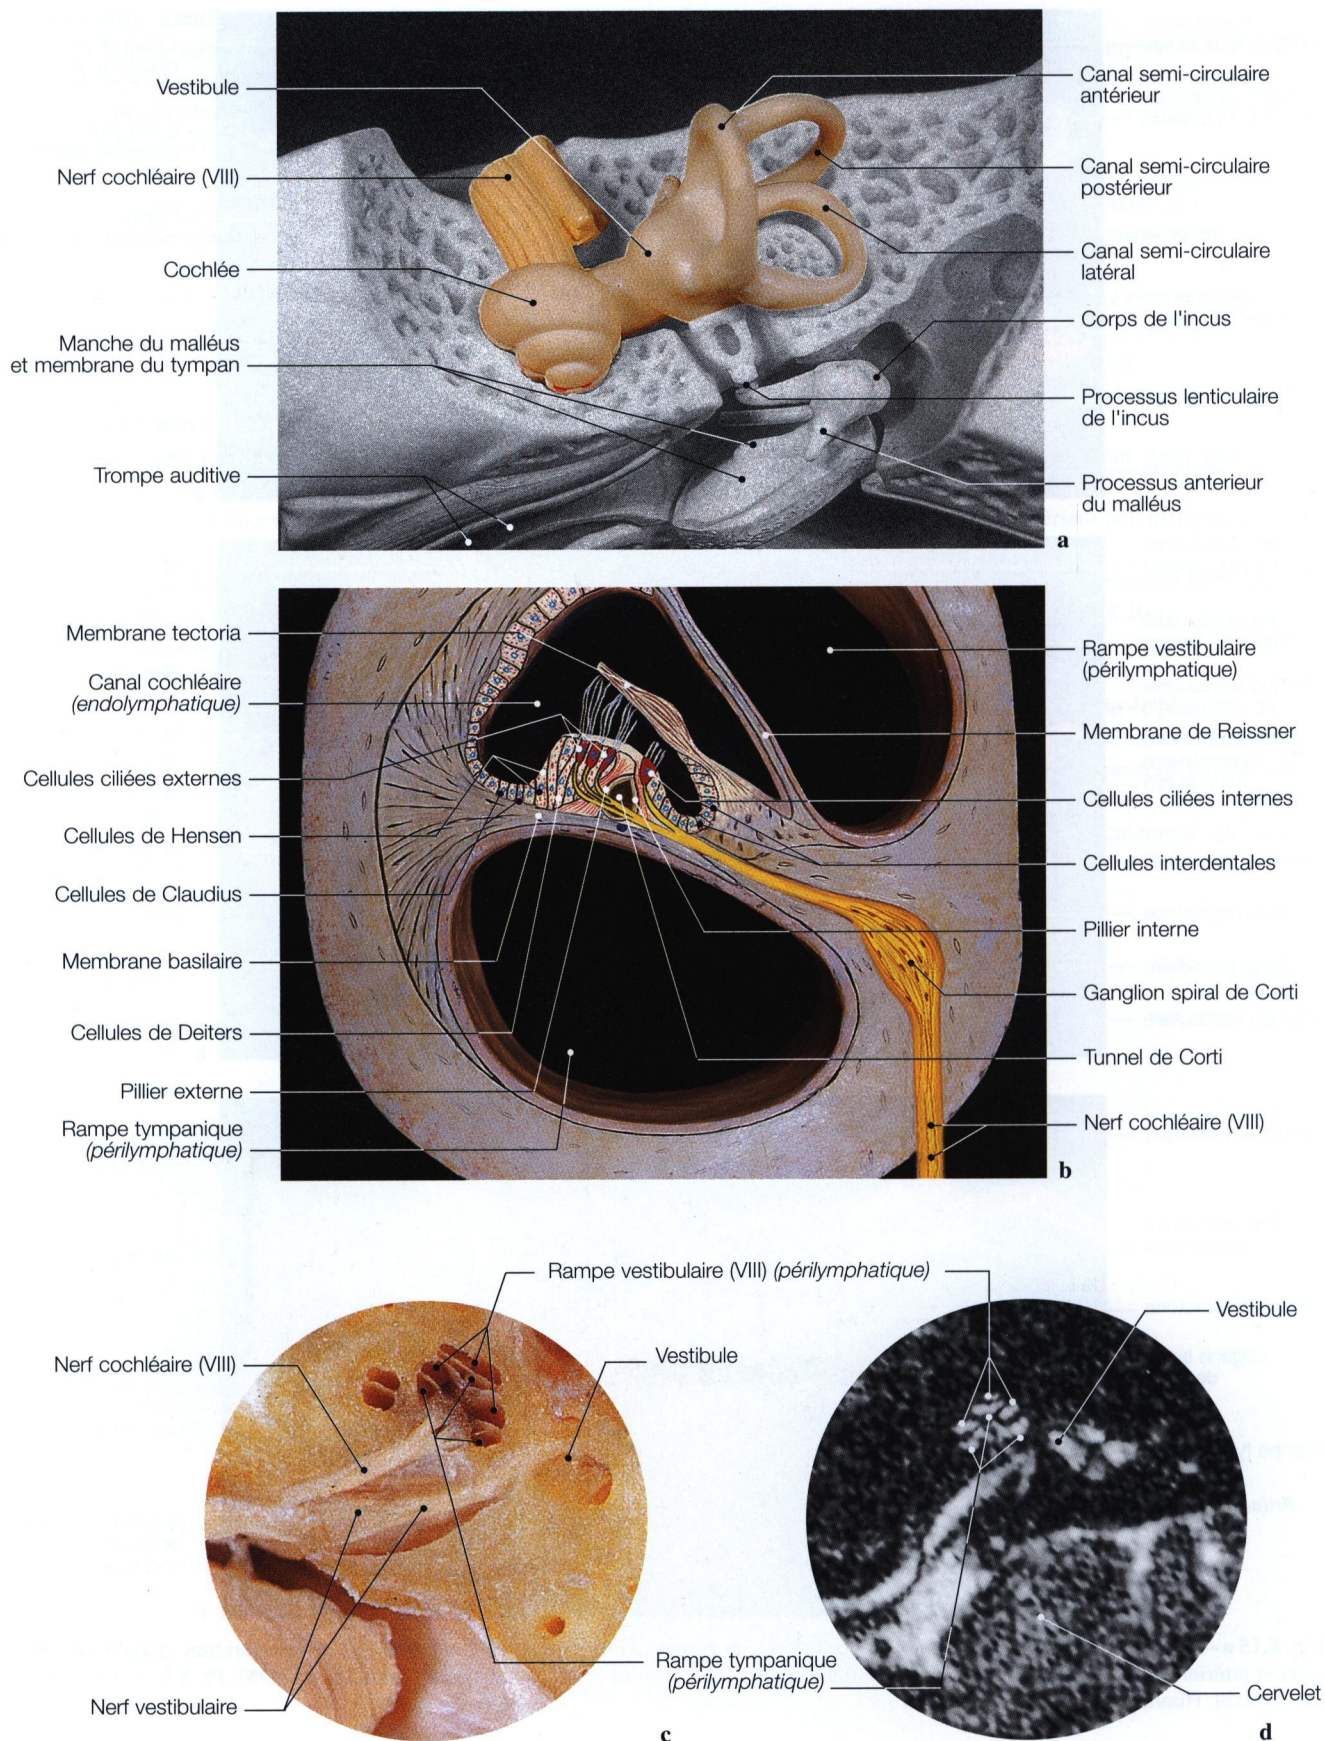 Vestibule
Nerf cochléaire (VIII)
Cochlée
Manche du malléus
et membrane du tympan
Trompe auditive
Canal semi-circulaire
antérieur
Canal semi-circulaire
postérieur
Canal semi-circulaire
latéral
Corps de l'incus
Processus lenticulaire
de l'incus
Processus anterieur
du malléus
a
Membrane tectoria
Canal cochléaire
(endolymphatique)
Cellules ciliées externes
Cellules de Hensen
Cellules de Claudius
Membrane basilaire
Cellules de Deiters
Pillier externe
Rampe tympanique
(périlymphatique)
Rampe vestibulaire
(périlymphatique)
Membrane de Reissner
Cellules ciliées internes
Cellules interdentales
Pillier interne
Ganglion spiral de Corti
Tunnel de Corti
Nerf cochléaire (VIII)
b
Rampe vestibulaire (VIII) (périlymphatique)
Nerf cochléaire (VIII)
Vestibule
Nerf vestibulaire
Rampe tympanique
(périlymphatique)
c
Vestibule
Cervelet
d